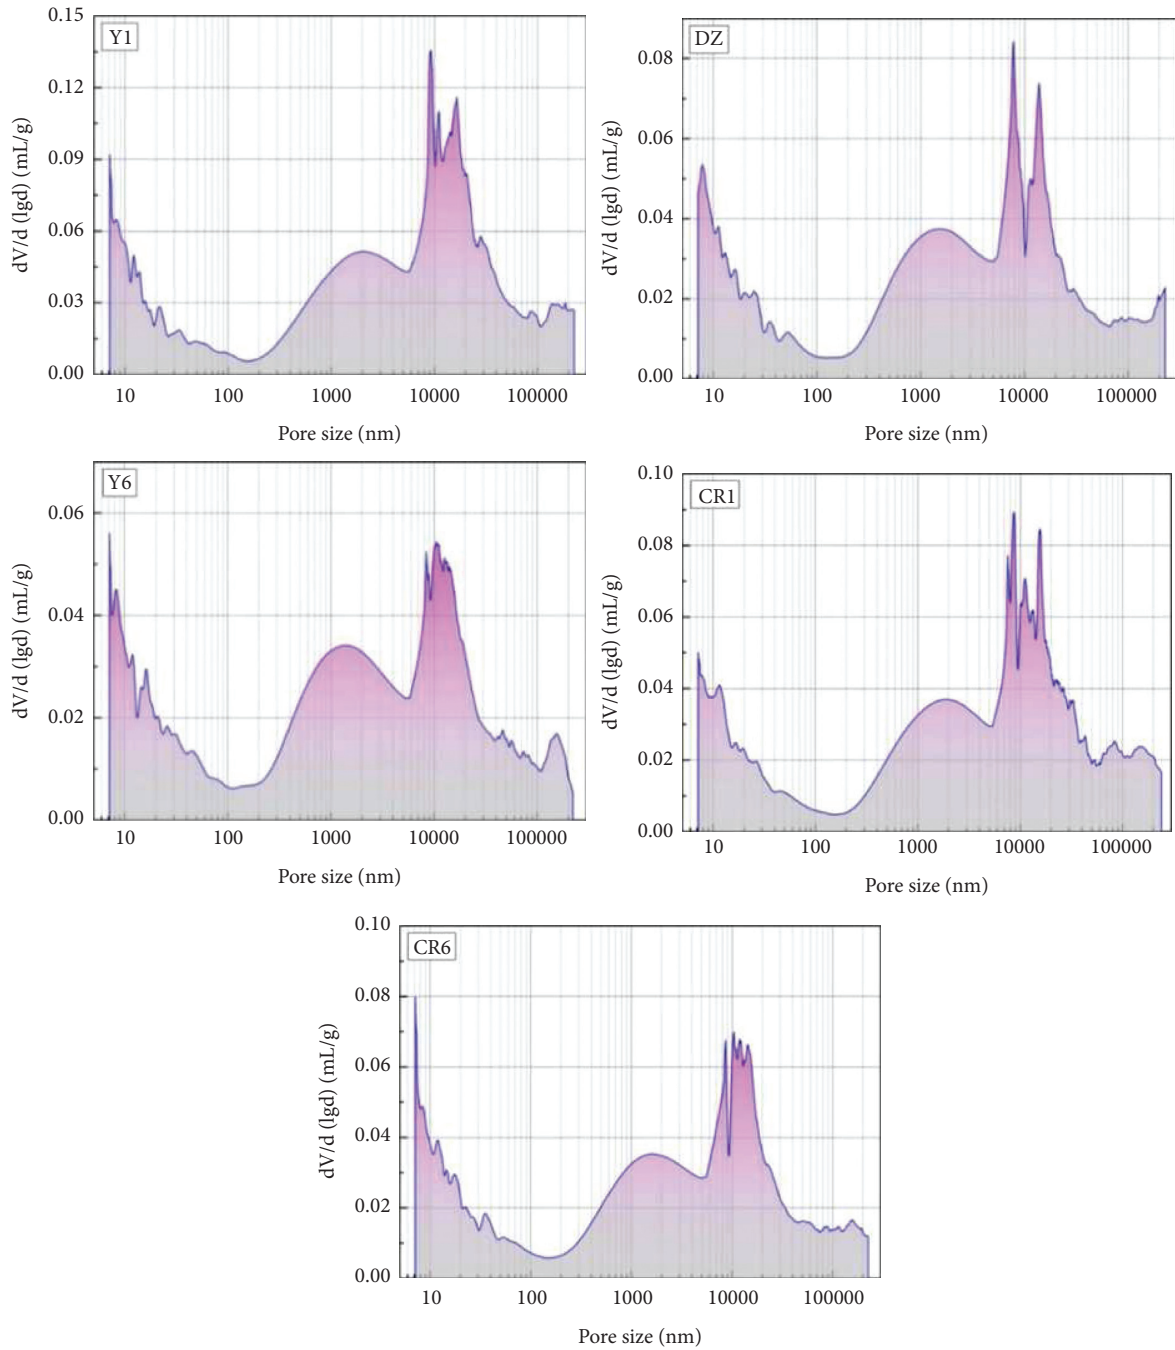 Y1
0.15
0.12
0.09
0.06
0.03
0.00
dV/d (lgd) (mL/g)
10 100 1000 10000 100000
Pore size (nm)
DZ
0.08
0.06
0.04
0.02
0.00
dV/d (lgd) (mL/g)
10 100 1000 10000 100000
Pore size (nm)
Y6
0.06
0.04
0.02
0.00
dV/d (lgd) (mL/g)
10 100 1000 10000 100000
Pore size (nm)
CR1
0.10
0.08
0.06
0.04
0.02
0.00
dV/d (lgd) (mL/g)
10 100 1000 10000 100000
Pore size (nm)
CR6
0.10
0.08
0.06
0.04
0.02
0.00
dV/d (lgd) (mL/g)
10 100 1000 10000 100000
Pore size (nm)